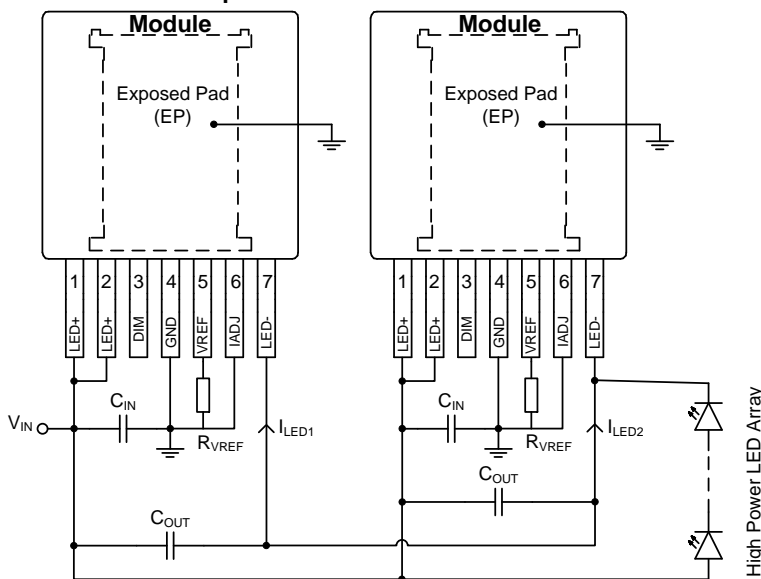 Module
Module
Exposed Pad
(EP)
Exposed Pad
(EP)
1 2 3 4 5 6 7
LED+ LED+ DIM GND VREF IADJ LED-
1 2 3 4 5 6 7
LED+ LED+ DIM GND VREF IADJ LED-
VIN
CIN
RVREF
ILED1
COUT
CIN
RVREF
ILED2
COUT
High Power LED Array